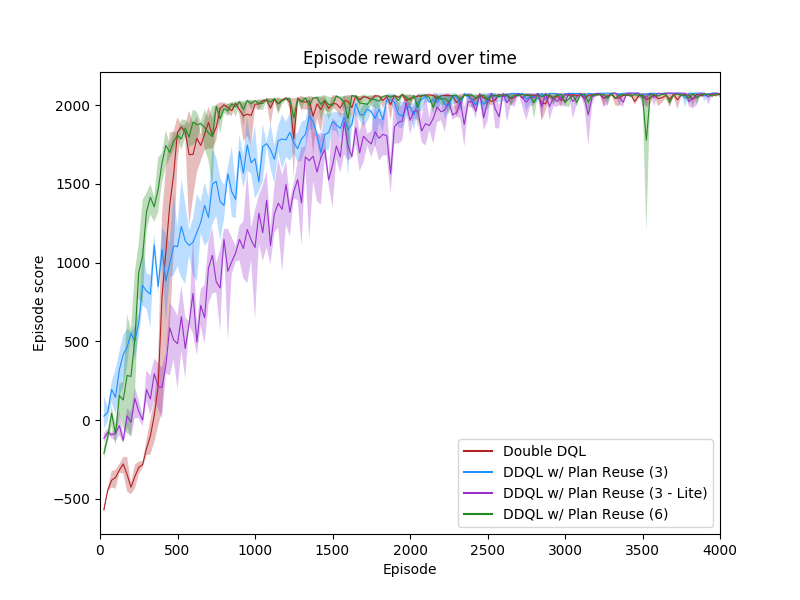 Episode reward over time
Episode score
2000
1500
1000
500
0
−500
Double DQL
DDQL w/ Plan Reuse (3)
DDQL w/ Plan Reuse (3 - Lite)
DDQL w/ Plan Reuse (6)
0 500 1000 1500 2000 2500 3000 3500 4000
Episode